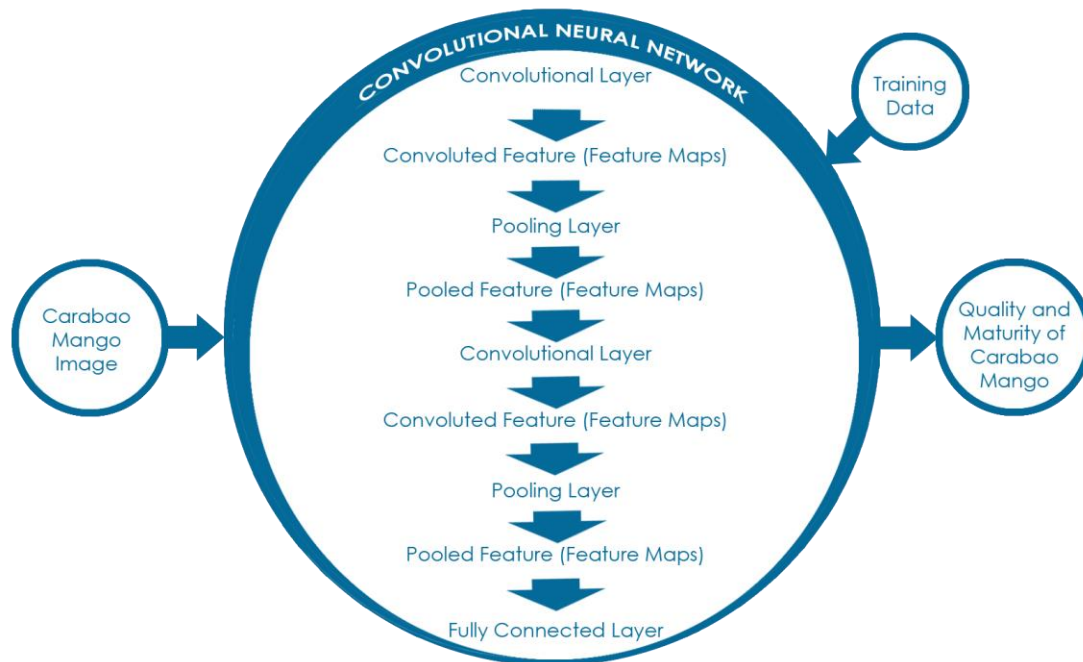 CONVOLUTIONAL NEURAL NETWORK
Convolutional Layer
Convoluted Feature (Feature Maps)
Pooling Layer
Pooled Feature (Feature Maps)
Convolutional Layer
Convoluted Feature (Feature Maps)
Pooling Layer
Pooled Feature (Feature Maps)
Fully Connected Layer
Training
Data
Carabao
Mango
Image
Quality and
Maturity of
Carabao
Mango